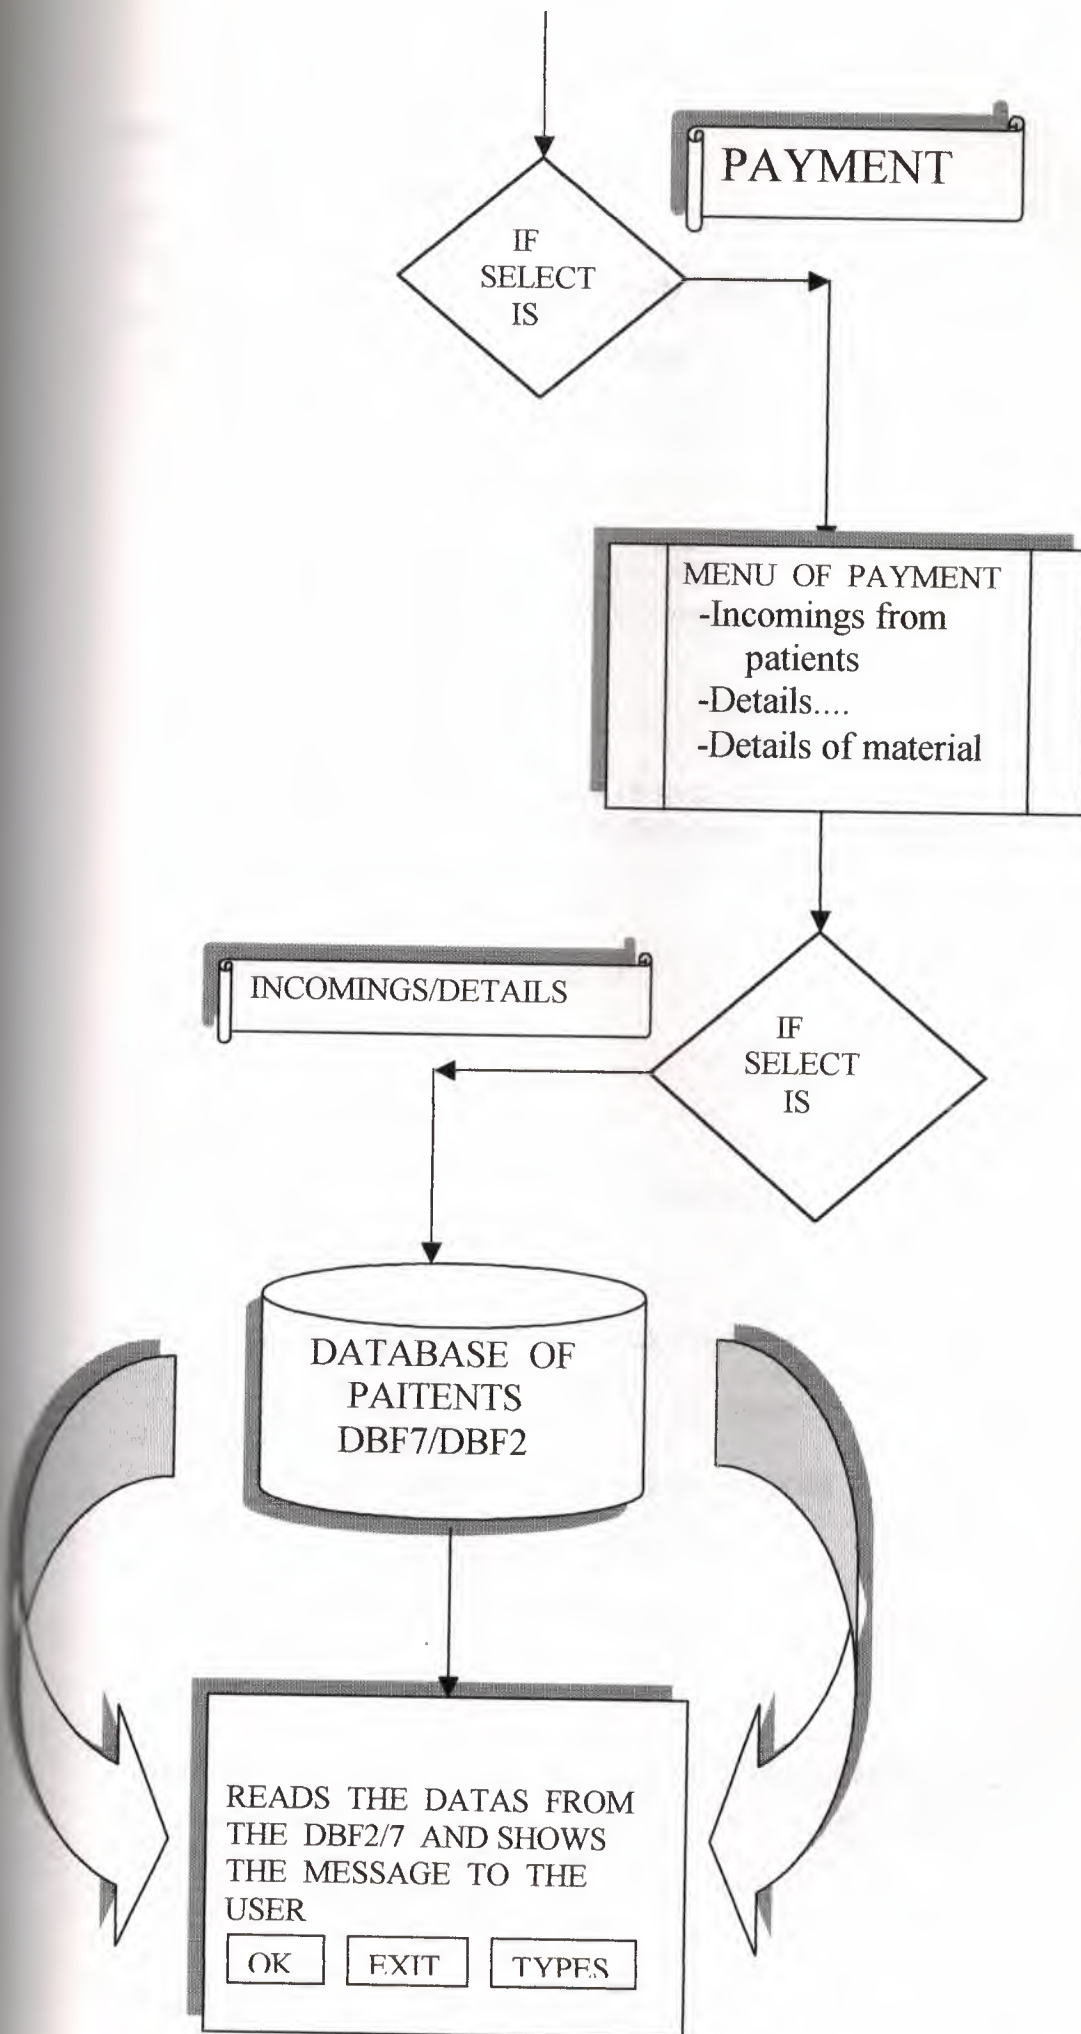 PAYMENT
IF
SELECT
IS
MENU OF PAYMENT
-Incomings from
patients
-Details....
-Details of material
INCOMINGS/DETAILS
IF
SELECT
IS
DATABASE OF
PAITENTS
DBF7/DBF2
READS THE DATAS FROM
THE DBF2/7 AND SHOWS
THE MESSAGE TO THE
USER
OK EXIT TYPES